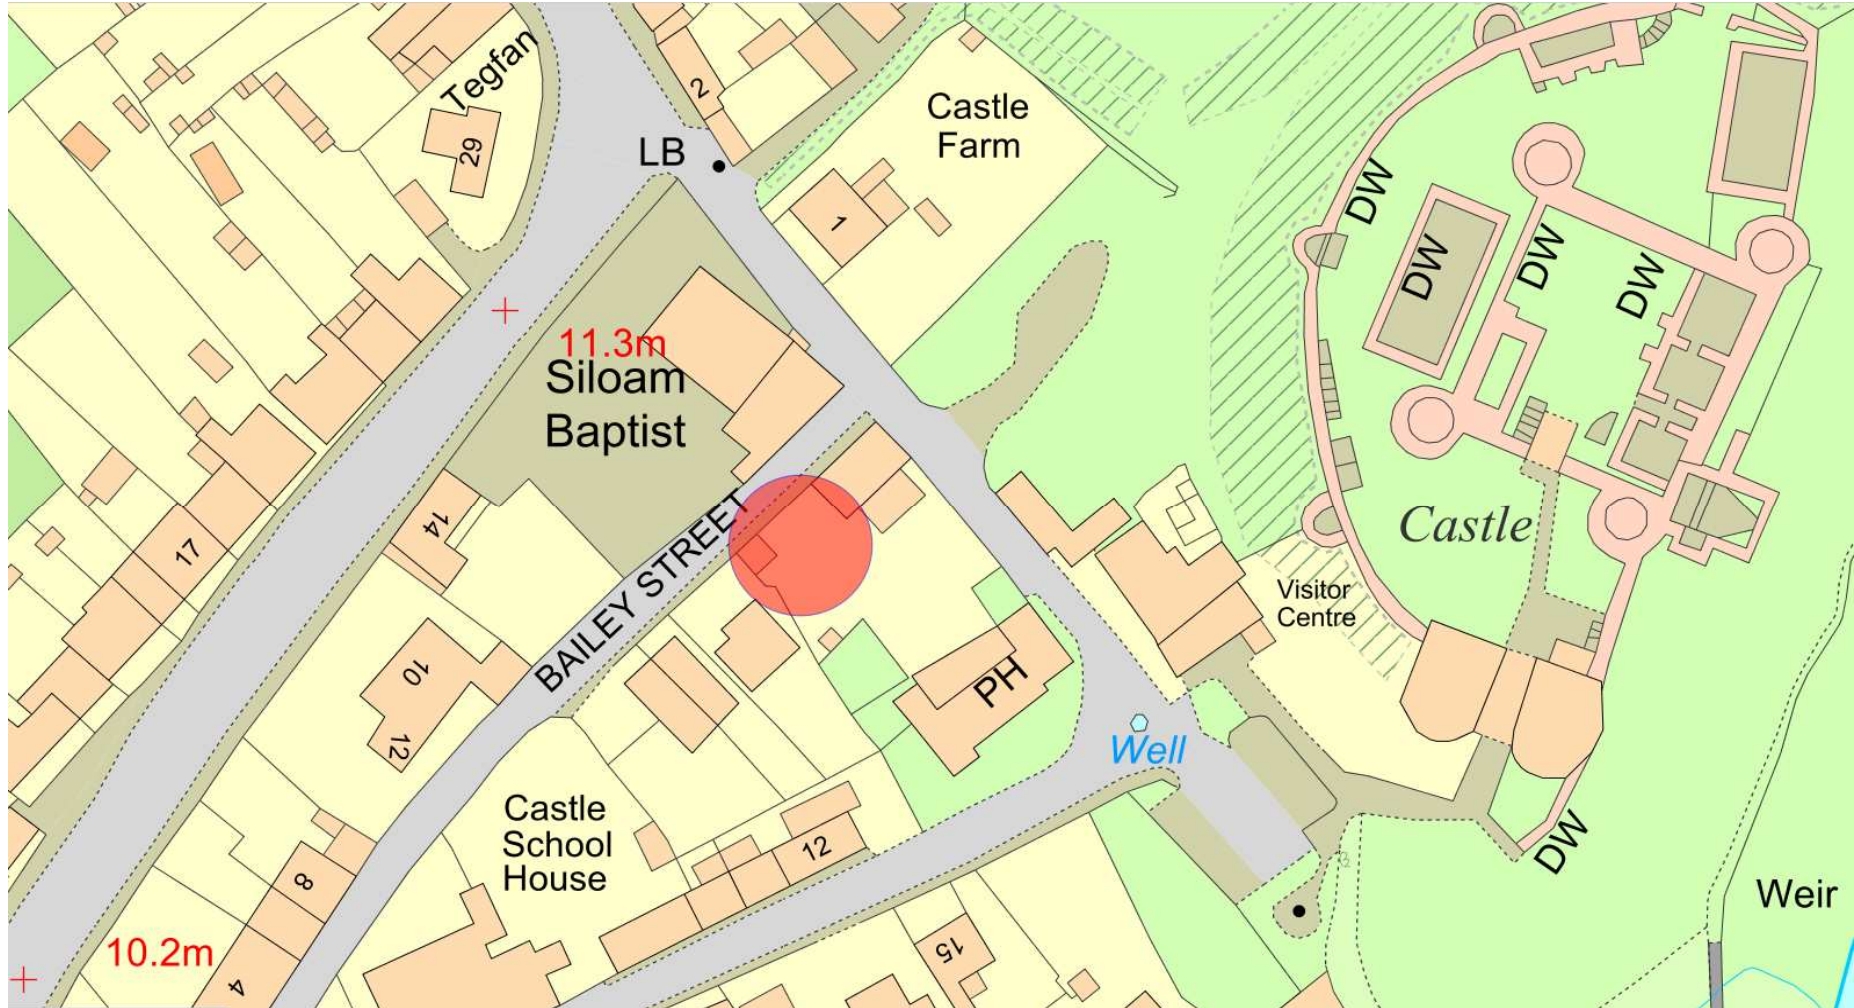 Tegfan
2
29
LB
Castle
Farm
1
DW
DW
DW
DW
11.3m
Siloam
Baptist
14
17
BAILEY STREET
Castle
Visitor
Centre
10
12
PH
Well
Castle
School
House
12
8
DW
Weir
15
10.2m
4